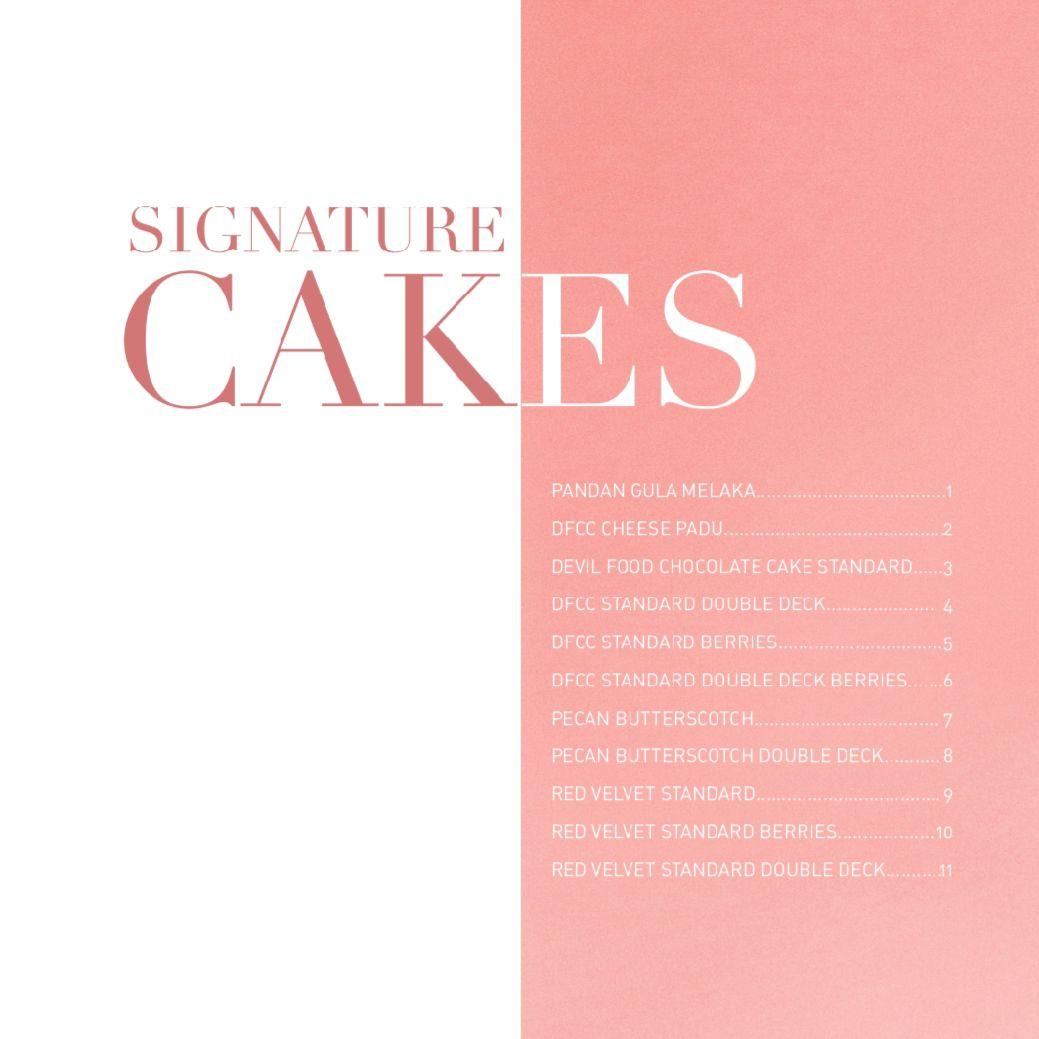 SIGNATURE
CAKES
PANDAN GULA MELAKA.....................................1
DFCC CHEESE PADU...........................................2
DEVIL FOOD CHOCOLATE CAKE STANDARD......3
DFCC STANDARD DOUBLE DECK..................... 4
DFCC STANDARD BERRIES................................5
DFCC STANDARD DOUBLE DECK BERRIES.......6
PECAN BUTTERSCOTCH.................................... 7
PECAN BUTTERSCOTCH DOUBLE DECK........... 8
RED VELVET STANDARD.................................... 9
RED VELVET STANDARD BERRIES...................10
RED VELVET STANDARD DOUBLE DECK...........11